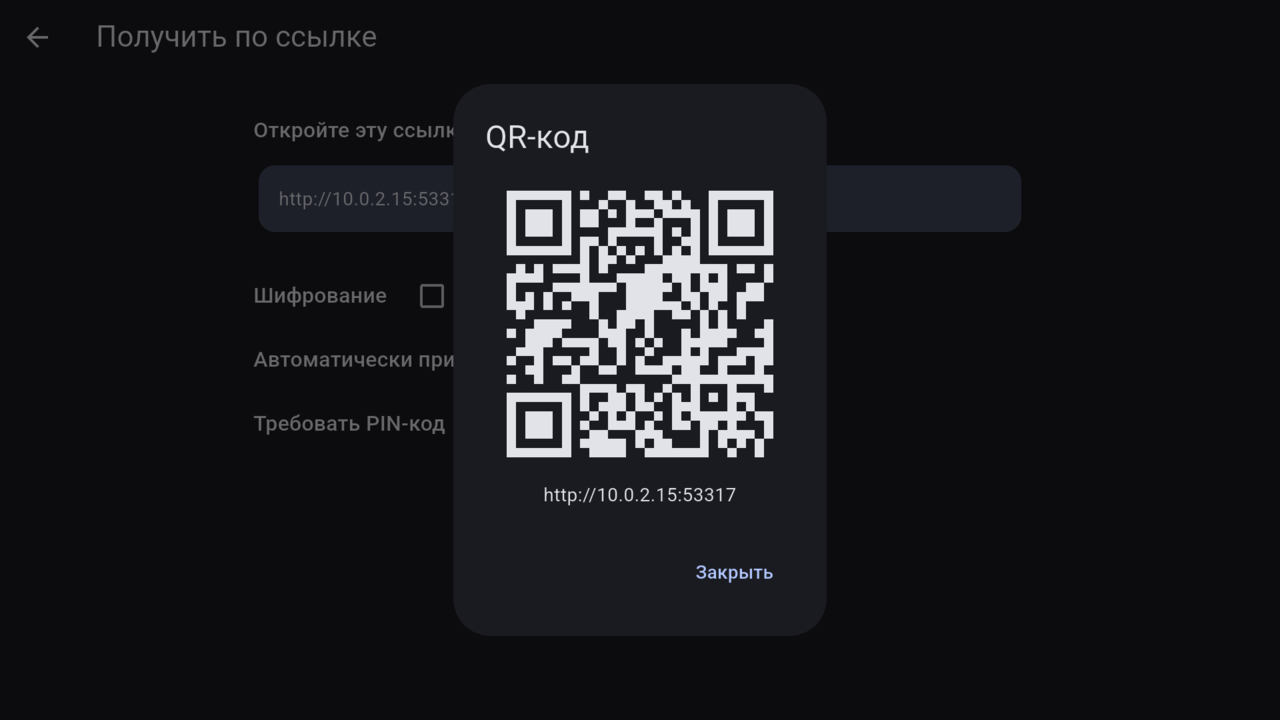 Получить по ссылке
Откройте эту ссылк
http://10.0.2.15:5331
Шифрование
Автоматически при
Требовать PIN-код
QR-код
http://10.0.2.15:53317
Закрыть